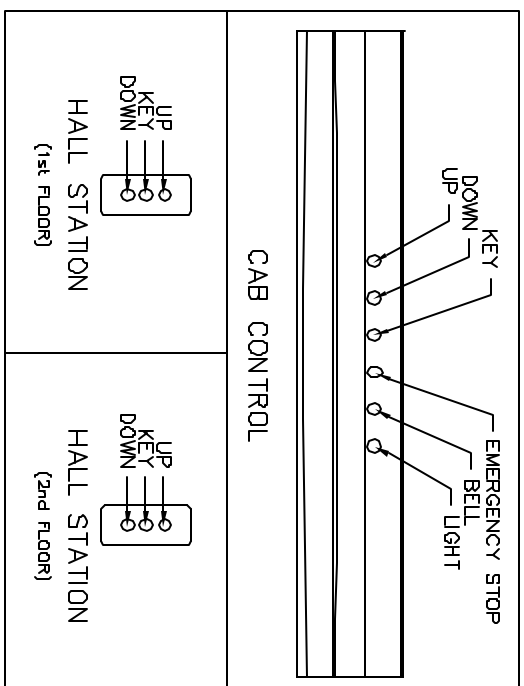 KEY
DOWN
UP
EMERGENCY STOP
BELL
LIGHT
CAB CONTROL
UP
KEY
DOWN
HALL STATION
(1st FLOOR)
UP
KEY
DOWN
HALL STATION
(2nd FLOOR)